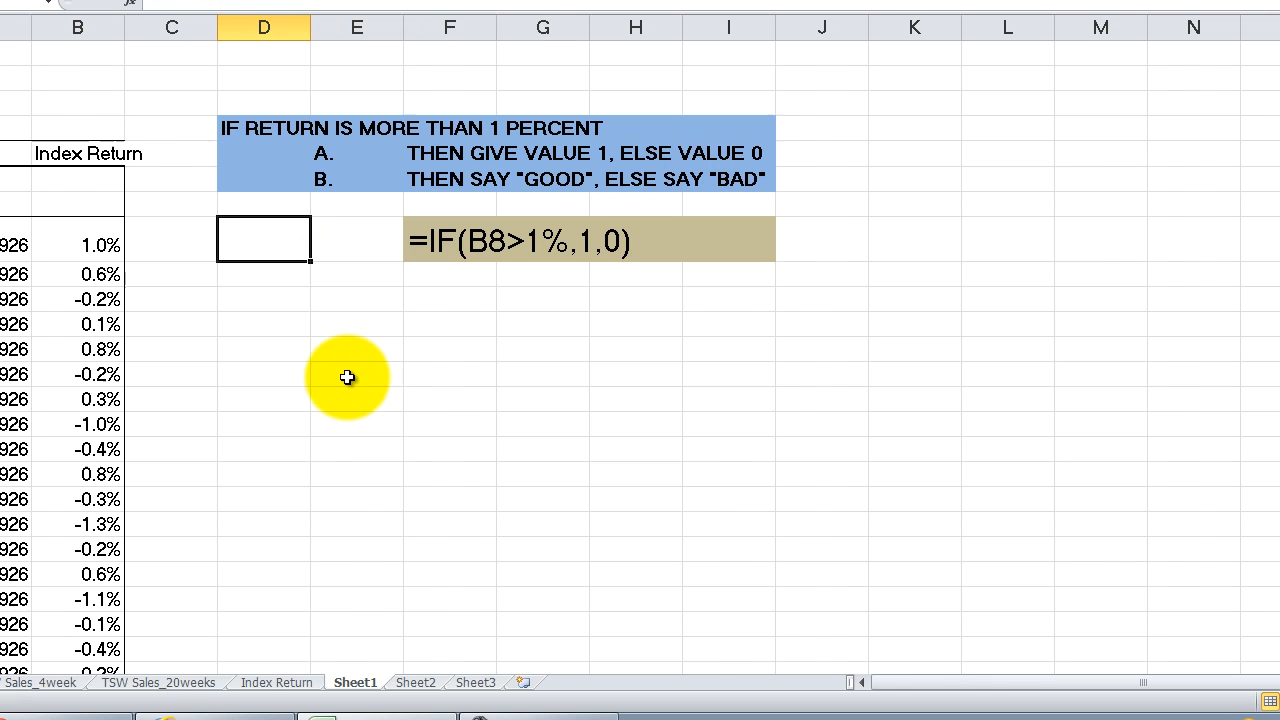 B C D E F G H I J K L M N
IF RETURN IS MORE THAN 1 PERCENT
Index Return A. THEN GIVE VALUE 1, ELSE VALUE 0
B. THEN SAY "GOOD", ELSE SAY "BAD"
926 1.0% =IF(B8>1%,1,0)
926 0.6%
926 -0.2%
926 0.1%
926 0.8%
926 -0.2%
926 0.3%
926 -1.0%
926 -0.4%
926 0.8%
926 -0.3%
926 -1.3%
926 -0.2%
926 0.6%
926 -1.1%
926 -0.1%
926 -0.4%
Sales_4week TSW Sales_20weeks Index Return Sheet1 Sheet2 Sheet3